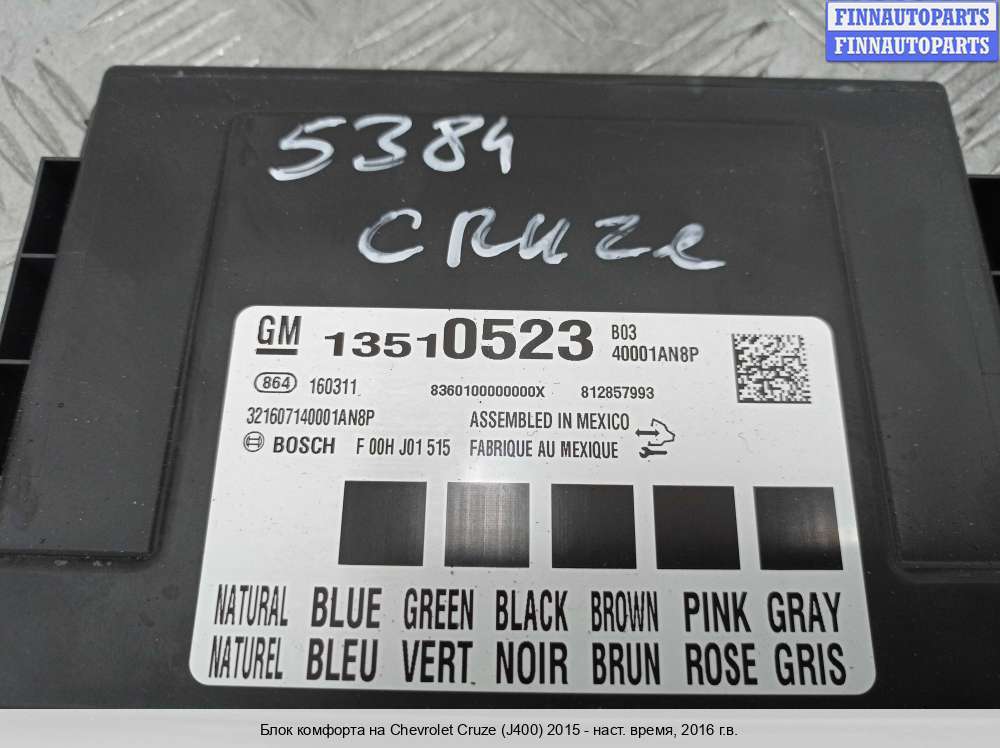 FINNAUTOPARTS
FINNAUTOPARTS
5384
CRUZe
GM 13510523 B03
40001AN8P
864 160311 8360100000000X 812857993
321607140001AN8P ASSEMBLED IN MEXICO
BOSCH F 00H J01 515 FABRIQUE AU MEXIQUE
NATURAL BLUE GREEN BLACK BROWN PINK GRAY
NATUREL BLEU VERT NOIR BRUN ROSE GRIS
Блок комфорта на Chevrolet Cruze (J400) 2015 - наст. время, 2016 г.в.